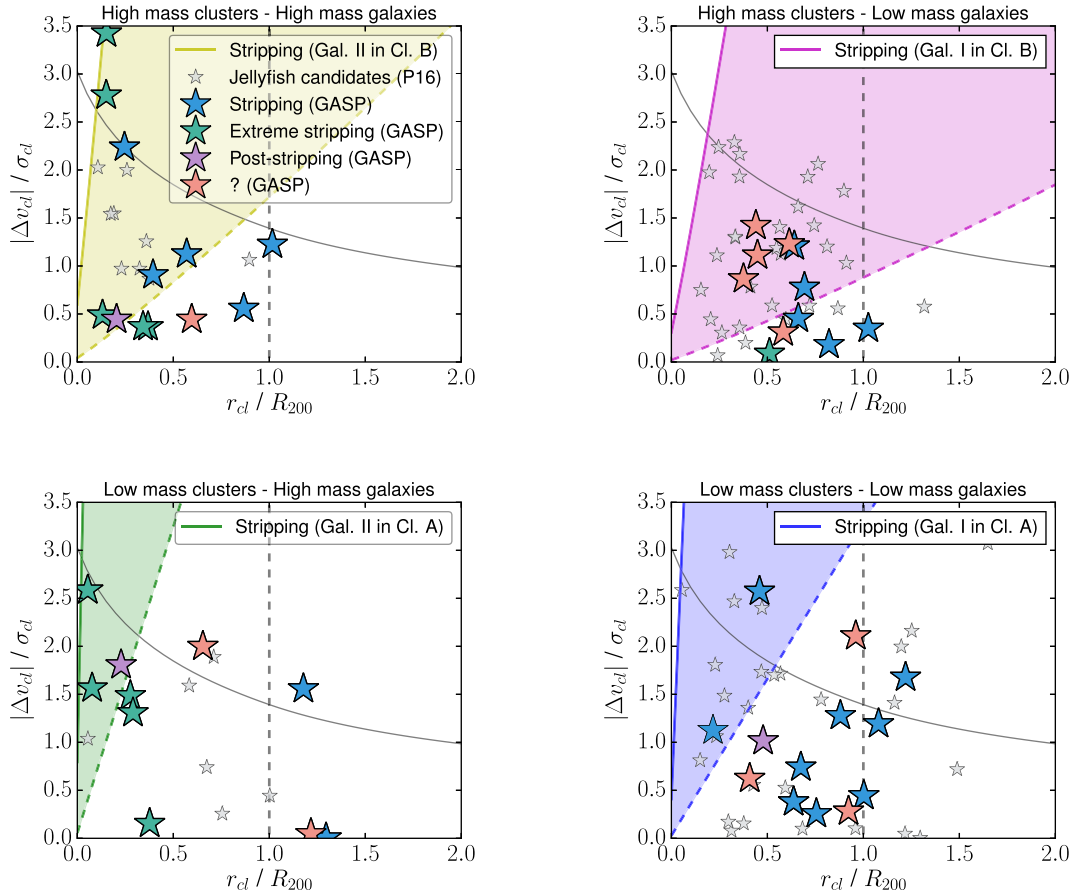 High mass clusters - High mass galaxies
3.5
3.0
2.5
2.0
1.5
1.0
0.5
0.0
|Δv_cl| / σ_cl
Stripping (Gal. II in Cl. B)
Jellyfish candidates (P16)
Stripping (GASP)
Extreme stripping (GASP)
Post-stripping (GASP)
? (GASP)
0.0 0.5 1.0 1.5 2.0
r_cl / R_200
High mass clusters - Low mass galaxies
3.5
3.0
2.5
2.0
1.5
1.0
0.5
0.0
|Δv_cl| / σ_cl
Stripping (Gal. I in Cl. B)
0.0 0.5 1.0 1.5 2.0
r_cl / R_200
Low mass clusters - High mass galaxies
3.5
3.0
2.5
2.0
1.5
1.0
0.5
0.0
|Δv_cl| / σ_cl
Stripping (Gal. II in Cl. A)
0.0 0.5 1.0 1.5 2.0
r_cl / R_200
Low mass clusters - Low mass galaxies
3.5
3.0
2.5
2.0
1.5
1.0
0.5
0.0
|Δv_cl| / σ_cl
Stripping (Gal. I in Cl. A)
0.0 0.5 1.0 1.5 2.0
r_cl / R_200